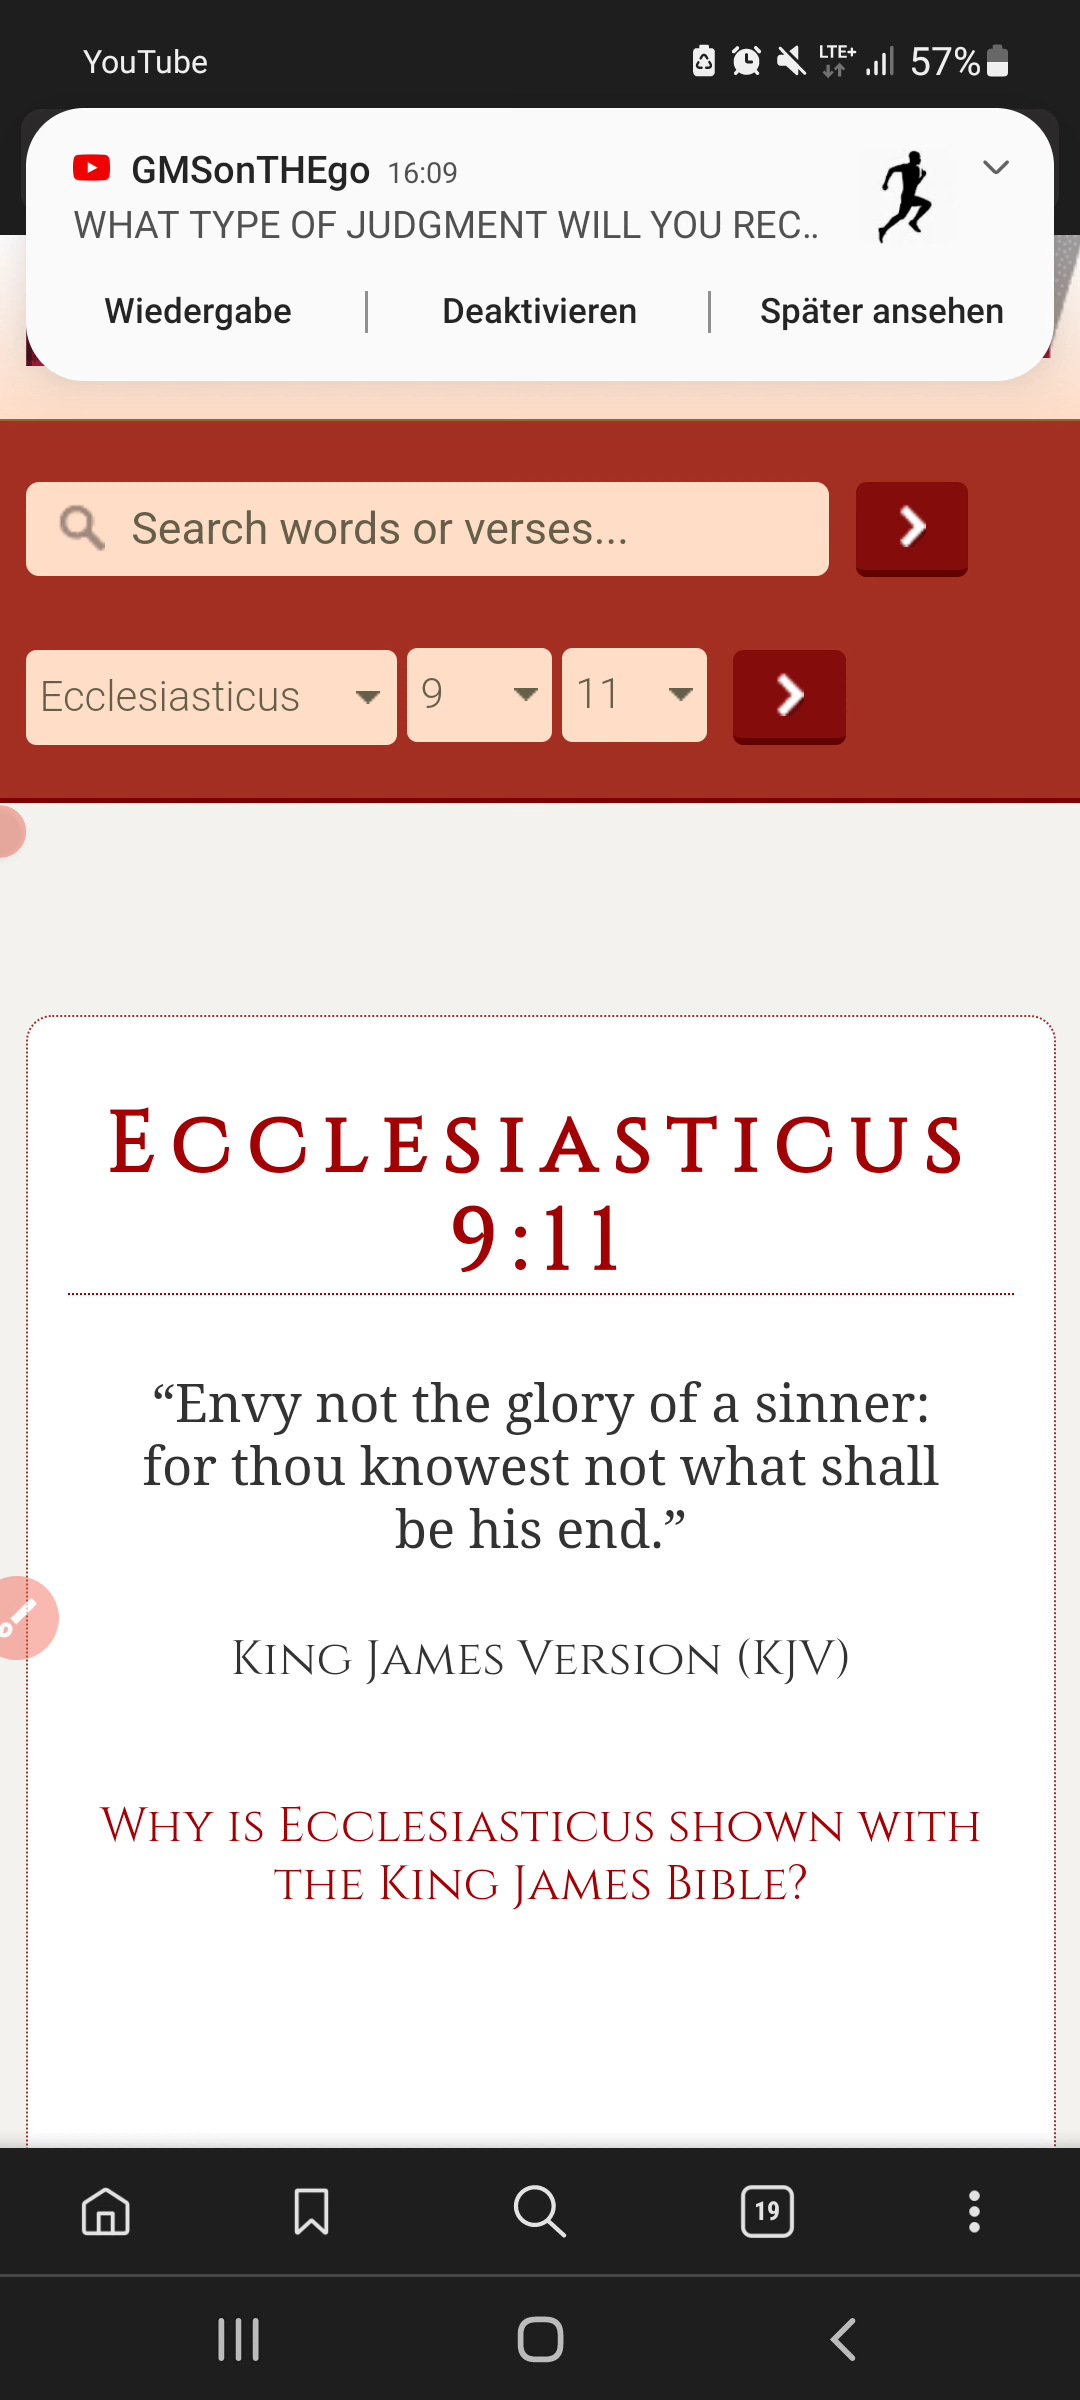 YouTube
LTE+
57%
GMSonTHEgo 16:09
WHAT TYPE OF JUDGMENT WILL YOU REC..
Wiedergabe | Deaktivieren | Später ansehen
Search words or verses...
Ecclesiasticus 9 11
ECCLESIASTICUS
9:11
“Envy not the glory of a sinner:
for thou knowest not what shall
be his end.”
KING JAMES VERSION (KJV)
WHY IS ECCLESIASTICUS SHOWN WITH
THE KING JAMES BIBLE?
19